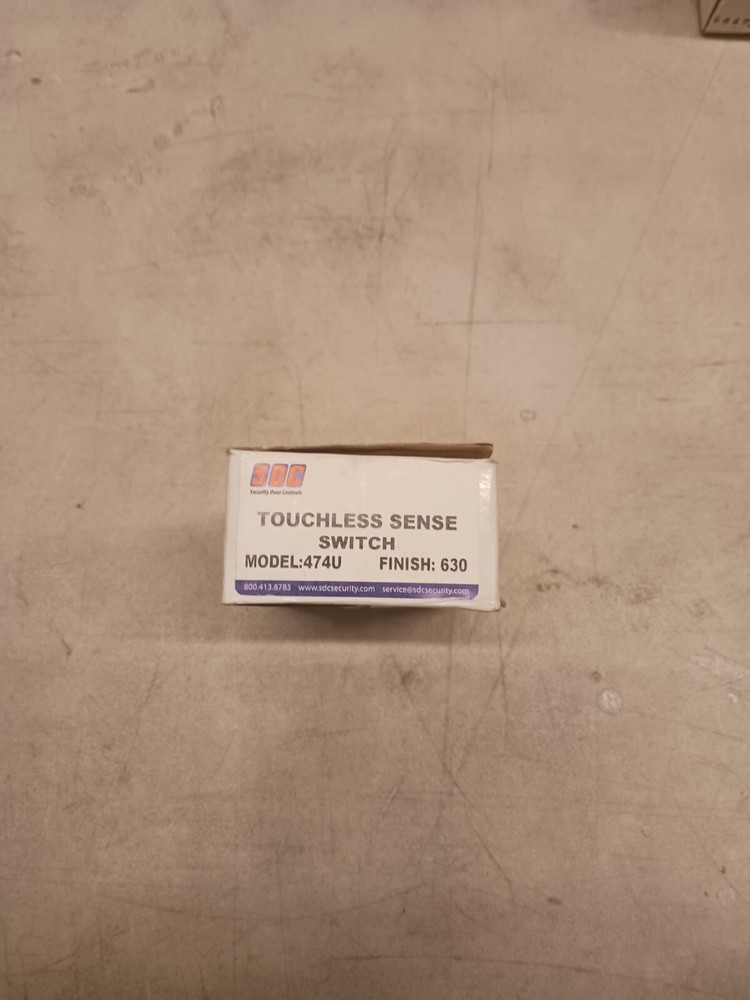 SDC
Security Door Controls
TOUCHLESS SENSE
SWITCH
MODEL:474U FINISH: 630
800.413.8783 www.sdcsecurity.com service@sdcsecurity.com